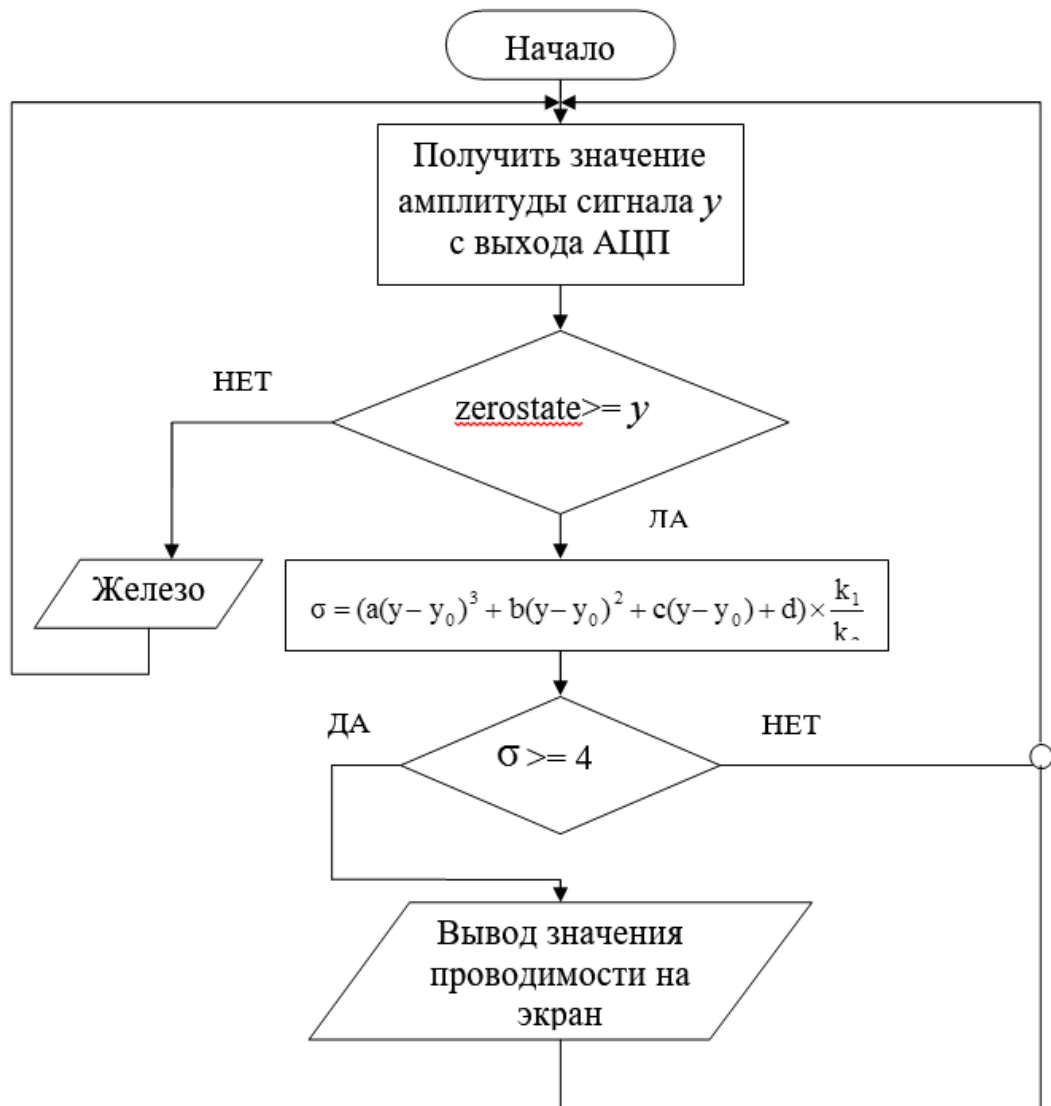 Начало
Получить значение
амплитуды сигнала y
с выхода АЦП
НЕТ
zerostate>= y
ДА
Железо
σ = (a(y − y₀)³ + b(y − y₀)² + c(y − y₀) + d) × k₁ / k
ДА
НЕТ
σ >= 4
Вывод значения
проводимости на
экран